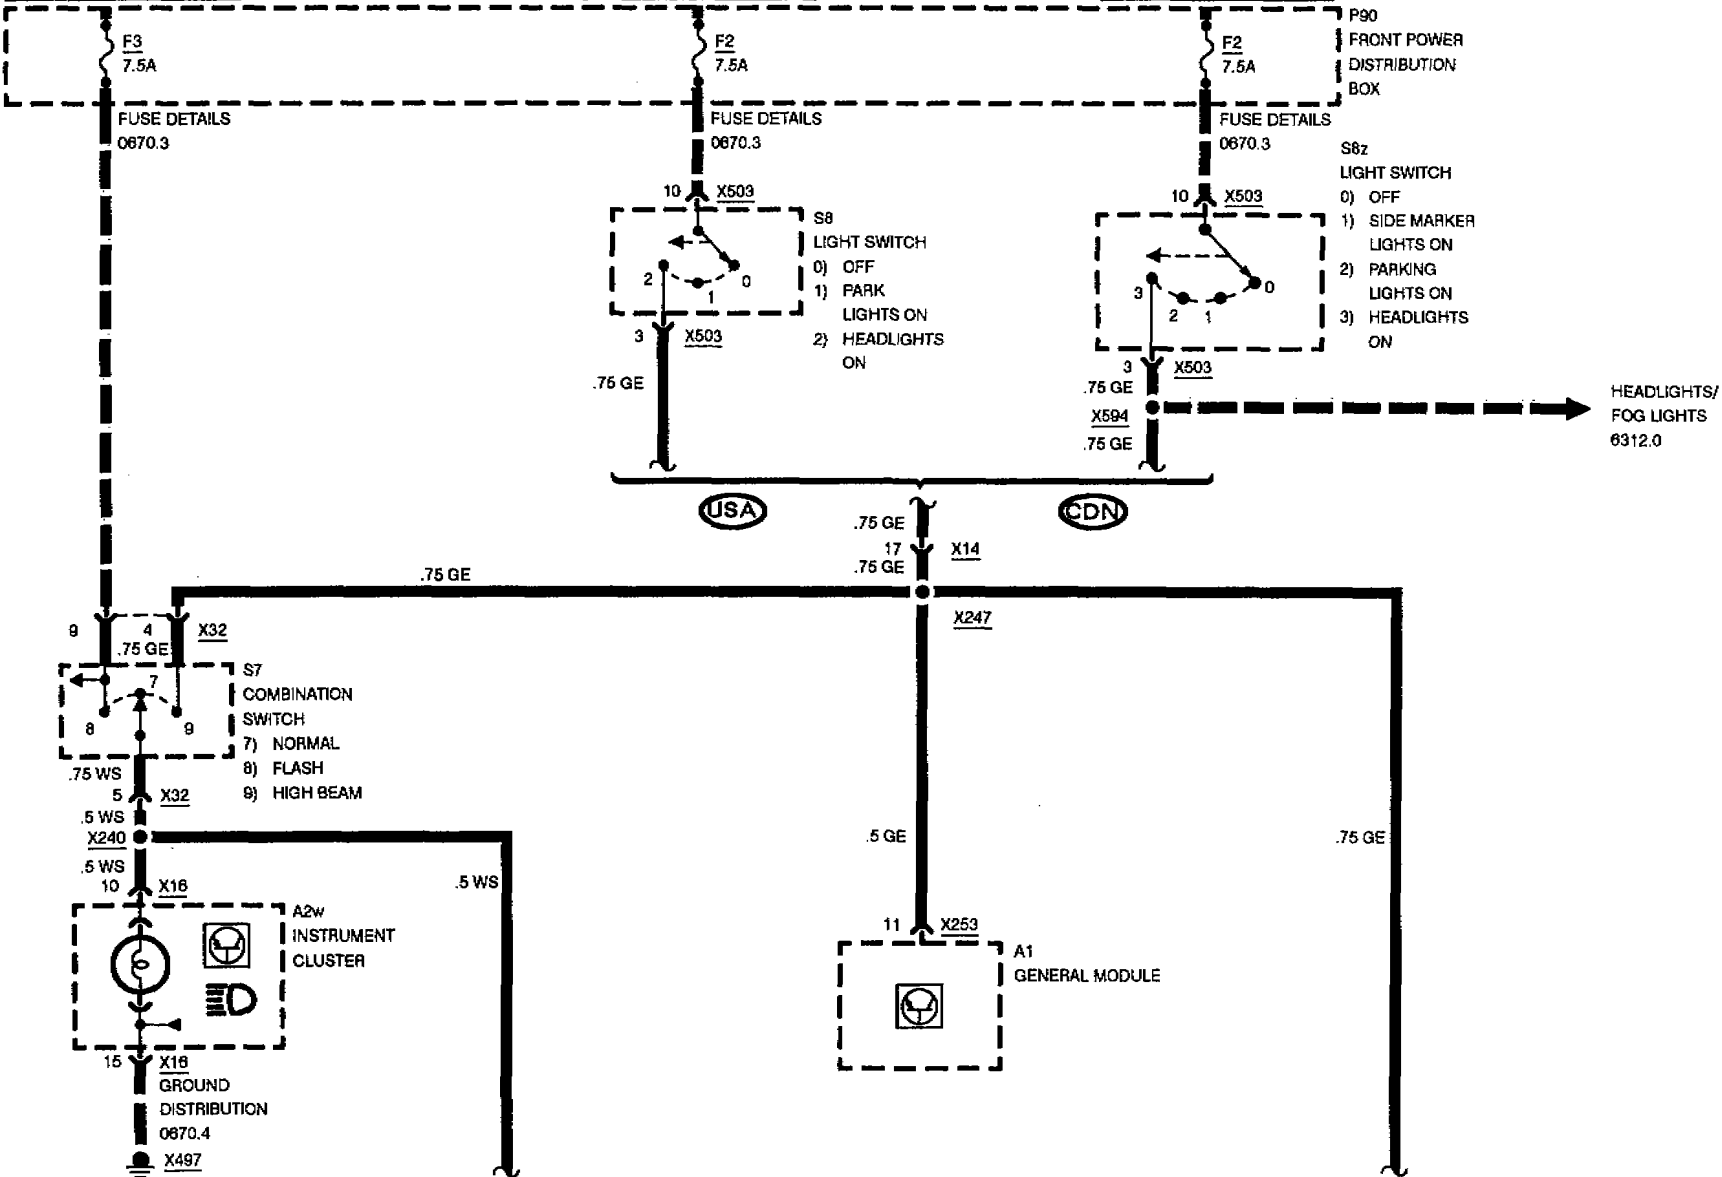 P90
FRONT POWER
DISTRIBUTION
BOX
F3
7.5A
F2
7.5A
F2
7.5A
FUSE DETAILS
0670.3
FUSE DETAILS
0670.3
FUSE DETAILS
0670.3
10 X503
S8
LIGHT SWITCH
0) OFF
1) PARK
LIGHTS ON
2) HEADLIGHTS
ON
2
1
0
3 X503
.75 GE
10 X503
S8z
LIGHT SWITCH
0) OFF
1) SIDE MARKER
LIGHTS ON
2) PARKING
LIGHTS ON
3) HEADLIGHTS
ON
3
2
1
0
3 X503
.75 GE
X594
.75 GE
HEADLIGHTS/
FOG LIGHTS
6312.0
USA
CDN
.75 GE
17 X14
.75 GE
.75 GE
X247
9 4 X32
.75 GE
S7
COMBINATION
SWITCH
7) NORMAL
8) FLASH
9) HIGH BEAM
7
8
9
.75 WS
5 X32
.5 WS
X240
.5 WS
10 X16
.5 WS
A2w
INSTRUMENT
CLUSTER
15 X16
GROUND
DISTRIBUTION
0670.4
X497
.5 GE
11 X253
A1
GENERAL MODULE
.75 GE